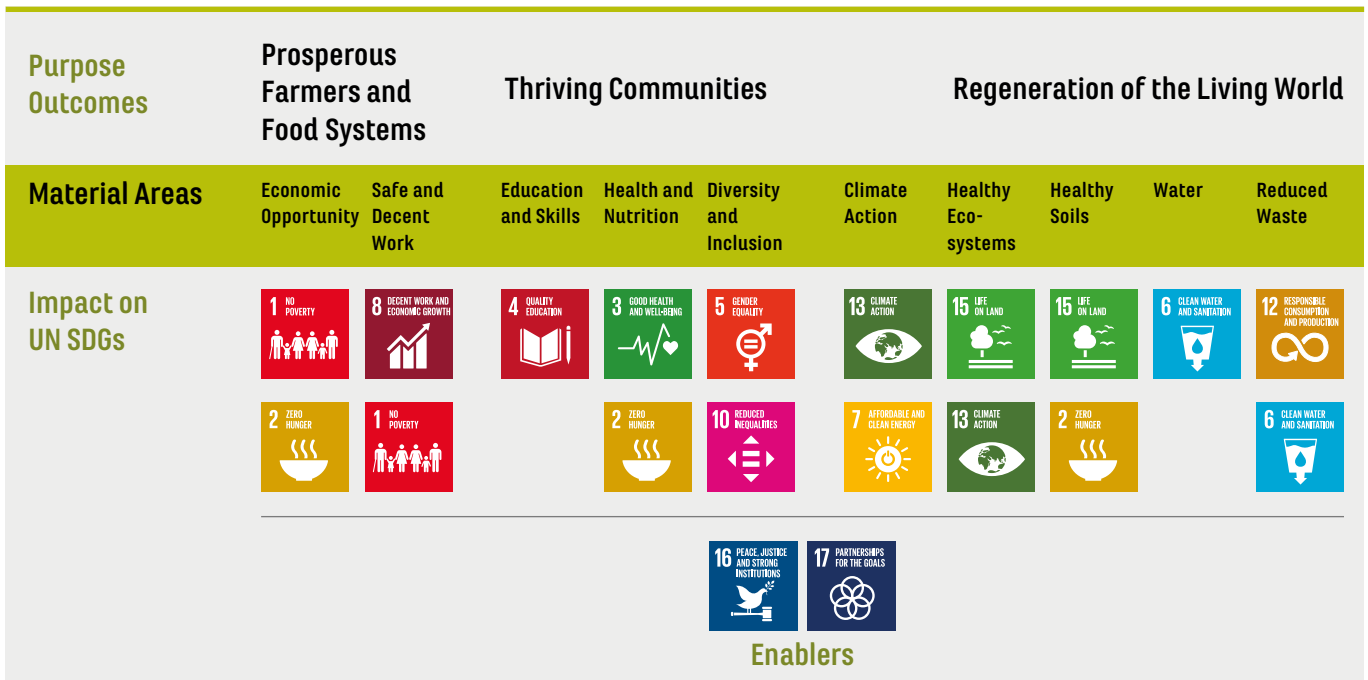 Purpose
Outcomes
Prosperous
Farmers and
Food Systems
Thriving Communities
Regeneration of the Living World
Material Areas
Economic
Opportunity
Safe and
Decent
Work
Education
and Skills
Health and
Nutrition
Diversity
and
Inclusion
Climate
Action
Healthy
Eco-
systems
Healthy
Soils
Water
Reduced
Waste
Impact on
UN SDGs
1 NO
POVERTY
8 DECENT WORK AND
ECONOMIC GROWTH
4 QUALITY
EDUCATION
3 GOOD HEALTH
AND WELL-BEING
5 GENDER
EQUALITY
13 CLIMATE
ACTION
15 LIFE
ON LAND
15 LIFE
ON LAND
6 CLEAN WATER
AND SANITATION
12 RESPONSIBLE
CONSUMPTION
AND PRODUCTION
2 ZERO
HUNGER
1 NO
POVERTY
2 ZERO
HUNGER
10 REDUCED
INEQUALITIES
7 AFFORDABLE AND
CLEAN ENERGY
13 CLIMATE
ACTION
2 ZERO
HUNGER
6 CLEAN WATER
AND SANITATION
16 PEACE, JUSTICE
AND STRONG
INSTITUTIONS
17 PARTNERSHIPS
FOR THE GOALS
Enablers